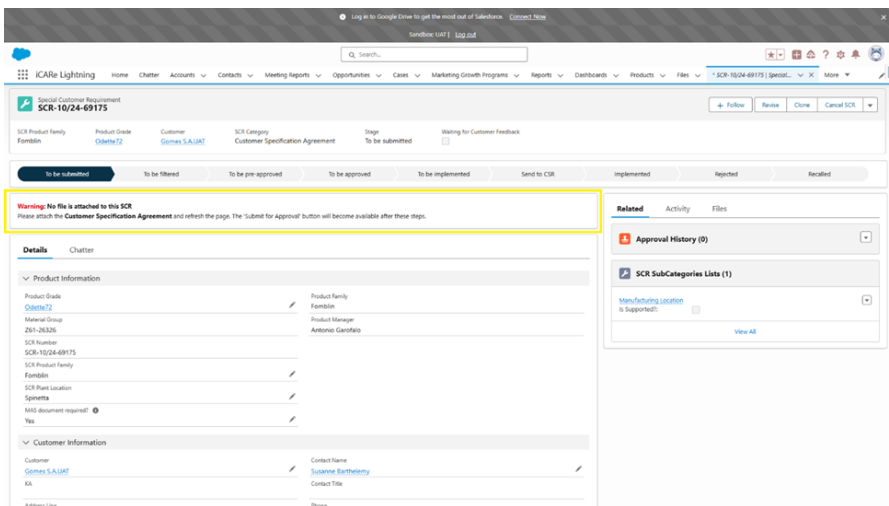 Log in to Google Drive to get the most out of Salesforce. Connect Now
Sandbox: UAT | Log out
Search...
iCARe Lightning Home Chatter Accounts Contacts Meeting Reports Opportunities Cases Marketing Growth Programs Reports Dashboards Products Files * SCR-10/24-69175 | Special... More
Special Customer Requirement
SCR-10/24-69175
+ Follow Revise Clone Cancel SCR
SCR Product Family Product Grade Customer SCR Category Stage Waiting for Customer Feedback
Fomblin Odette72 Gomes S.A.UAT Customer Specification Agreement To be submitted
To be submitted To be filtered To be pre-approved To be approved To be implemented Send to CSR Implemented Rejected Recalled
Warning: No file is attached to this SCR
Please attach the Customer Specification Agreement and refresh the page. The 'Submit for Approval' button will become available after these steps.
Related Activity Files
Approval History (0)
SCR SubCategories Lists (1)
Manufacturing Location
Is Supported?:
View All
Details Chatter
Product Information
Product Grade Product Family
Odette72 Fomblin
Material Group Product Manager
Z61-26326 Antonio Garofalo
SCR Number
SCR-10/24-69175
SCR Product Family
Fomblin
SCR Plant Location
Spinetta
MAS document required?
Yes
Customer Information
Customer Contact Name
Gomes S.A.UAT Susanne Barthelemy
KA Contact Title
Address Line Phone